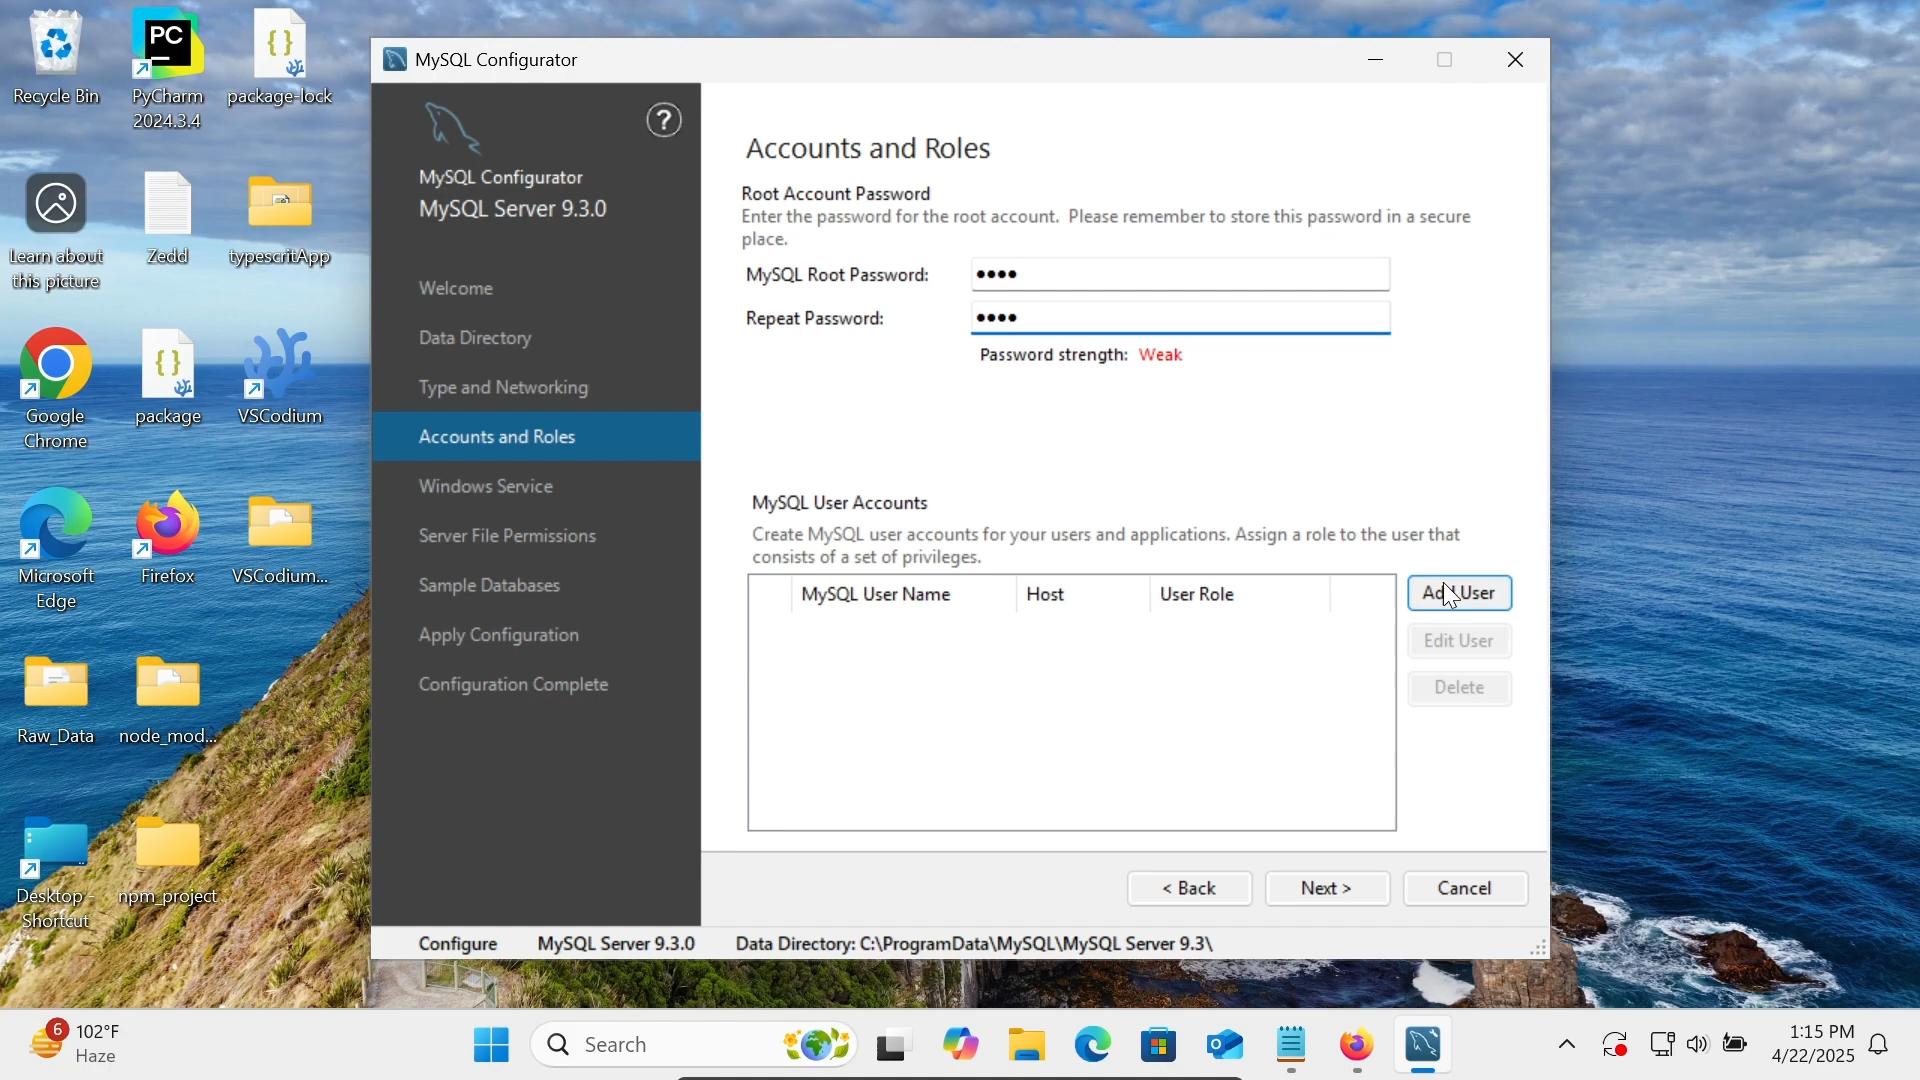 Recycle Bin
PC
PyCharm
2024.3.4
package-lock
Learn about
this picture
Zedd
typescritApp
Google
Chrome
package
VSCodium
Microsoft
Edge
Firefox
VSCodium...
Raw_Data
node_mod...
Desktop -
Shortcut
npm_project
MySQL Configurator
?
MySQL Configurator
MySQL Server 9.3.0
Welcome
Data Directory
Type and Networking
Accounts and Roles
Windows Service
Server File Permissions
Sample Databases
Apply Configuration
Configuration Complete
Accounts and Roles
Root Account Password
Enter the password for the root account. Please remember to store this password in a secure
place.
MySQL Root Password: ••••
Repeat Password: ••••
Password strength: Weak
MySQL User Accounts
Create MySQL user accounts for your users and applications. Assign a role to the user that
consists of a set of privileges.
MySQL User Name Host User Role
Add User
Edit User
Delete
< Back Next > Cancel
Configure MySQL Server 9.3.0 Data Directory: C:\ProgramData\MySQL\MySQL Server 9.3\
6
102°F
Haze
Search
1:15 PM
4/22/2025